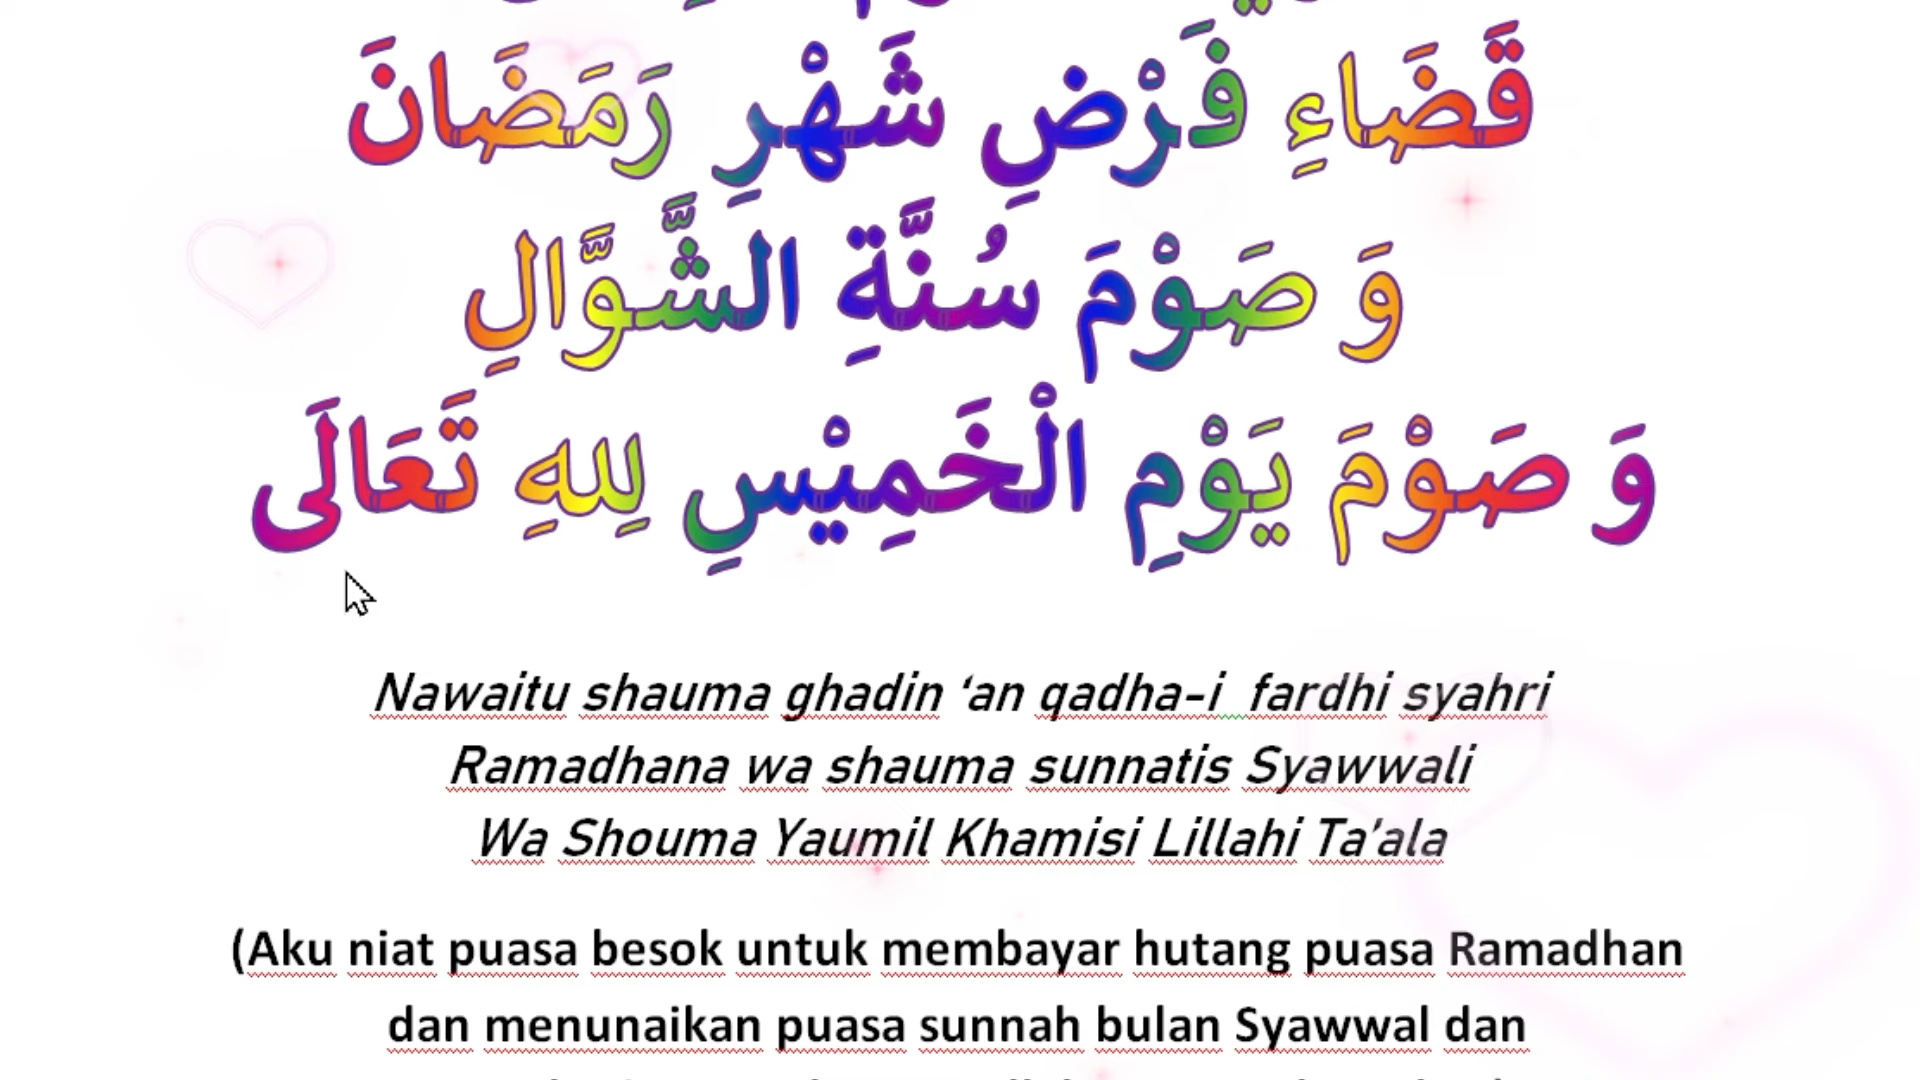 قَضَاءِ فَرْضِ شَهْرِ رَمَضَانَ
وَ صَوْمَ سُنَّةِ الشَّوَّالِ
وَ صَوْمَ يَوْمِ الْخَمِيْسِ لِلهِ تَعَالَى
Nawaitu shauma ghadin ‘an qadha-i  fardhi syahri
Ramadhana wa shauma sunnatis Syawwali
Wa Shouma Yaumil Khamisi Lillahi Ta’ala
(Aku niat puasa besok untuk membayar hutang puasa Ramadhan
dan menunaikan puasa sunnah bulan Syawwal dan